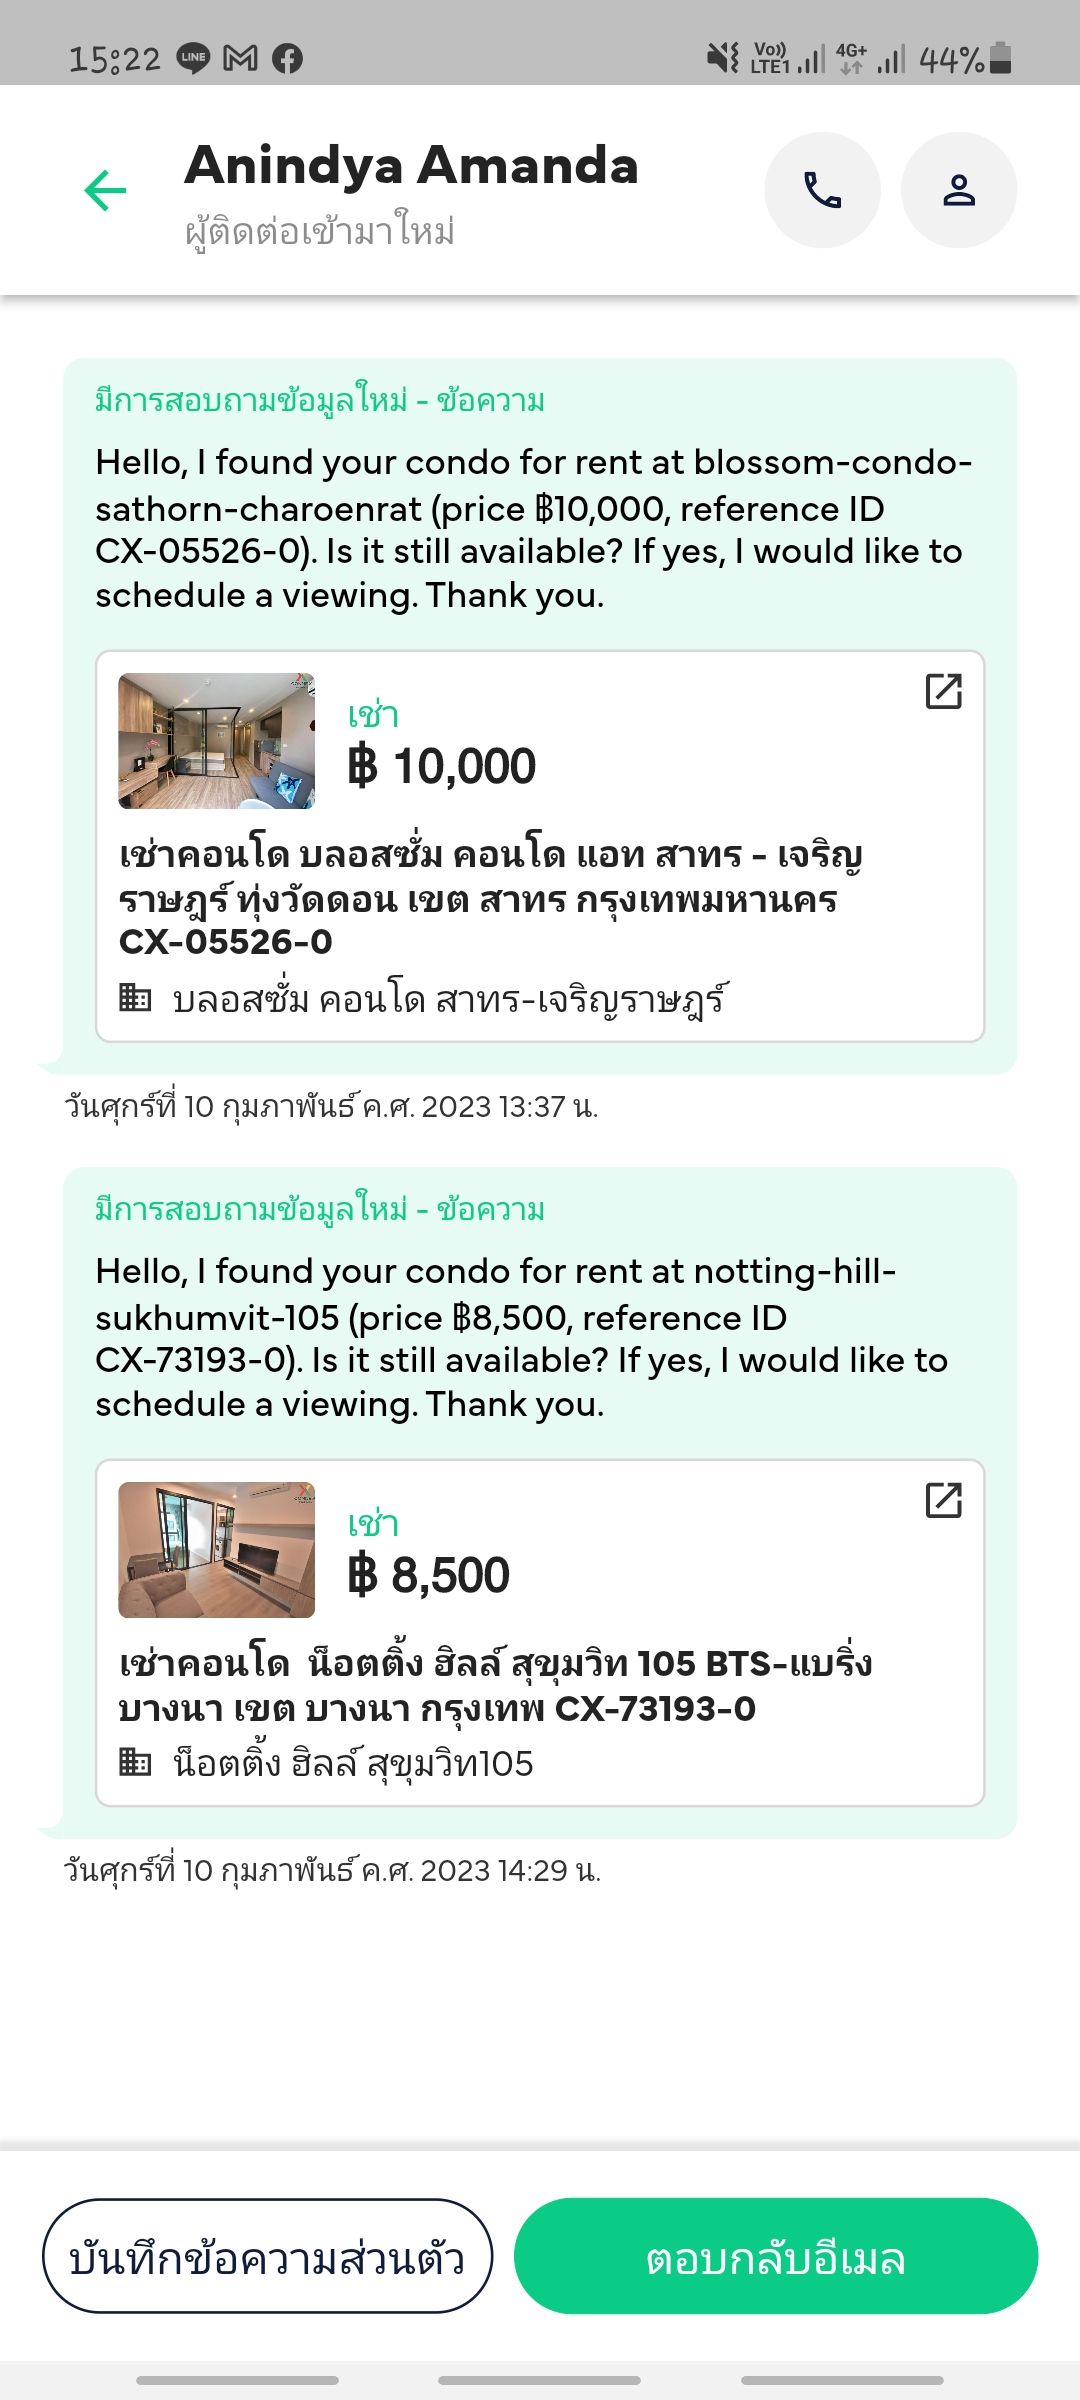 15:22 LINE Vo)) LTE1 4G+ 44%
Anindya Amanda
ผู้ติดต่อเข้ามาใหม่
มีการสอบถามข้อมูลใหม่ - ข้อความ
Hello, I found your condo for rent at blossom-condo-
sathorn-charoenrat (price ฿10,000, reference ID
CX-05526-0). Is it still available? If yes, I would like to
schedule a viewing. Thank you.
เช่า
฿ 10,000
เช่าคอนโด บลอสซั่ม คอนโด แอท สาทร - เจริญ
ราษฎร์ ทุ่งวัดดอน เขต สาทร กรุงเทพมหานคร
CX-05526-0
บลอสซั่ม คอนโด สาทร-เจริญราษฎร์
วันศุกร์ที่ 10 กุมภาพันธ์ ค.ศ. 2023 13:37 น.
มีการสอบถามข้อมูลใหม่ - ข้อความ
Hello, I found your condo for rent at notting-hill-
sukhumvit-105 (price ฿8,500, reference ID
CX-73193-0). Is it still available? If yes, I would like to
schedule a viewing. Thank you.
เช่า
฿ 8,500
เช่าคอนโด  น็อตติ้ง ฮิลล์ สุขุมวิท 105 BTS-แบริ่ง
บางนา เขต บางนา กรุงเทพ CX-73193-0
น็อตติ้ง ฮิลล์ สุขุมวิท105
วันศุกร์ที่ 10 กุมภาพันธ์ ค.ศ. 2023 14:29 น.
บันทึกข้อความส่วนตัว
ตอบกลับอีเมล